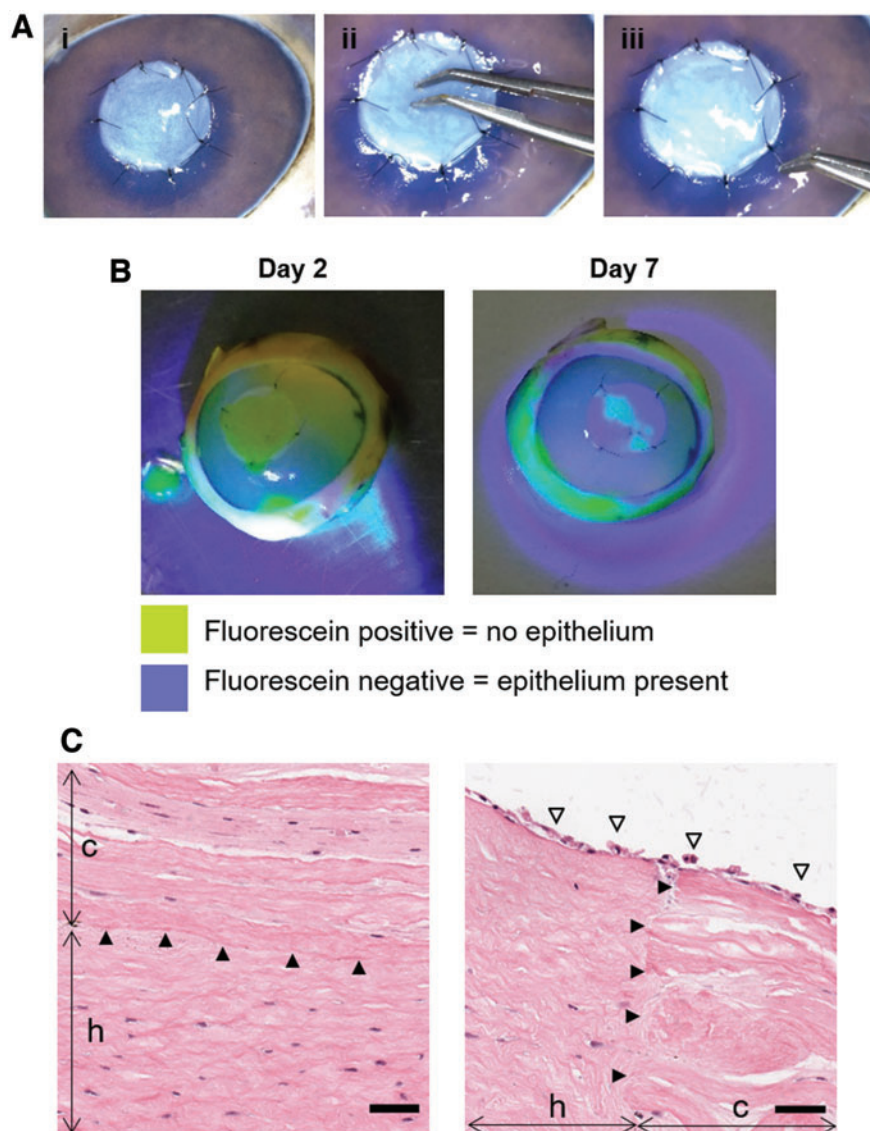 A
i
ii
iii
B
Day 2
Day 7
Fluorescein positive = no epithelium
Fluorescein negative = epithelium present
C
c
h
h
c